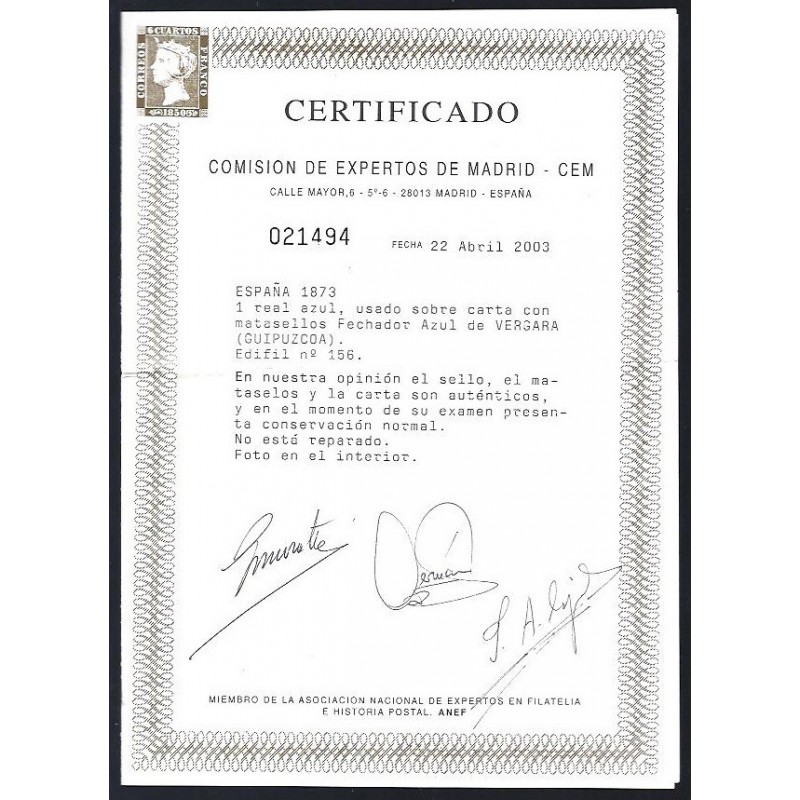 6 CUARTOS
CORREOS
FRANCO
1850
CERTIFICADO
COMISION DE EXPERTOS DE MADRID - CEM
CALLE MAYOR,6 - 5º-6 - 28013 MADRID - ESPAÑA
021494 FECHA 22 Abril 2003
ESPAÑA 1873
1 real azul, usado sobre carta con
matasellos Fechador Azul de VERGARA
(GUIPUZCOA).
Edifil nº 156.
En nuestra opinión el sello, el ma-
taselos y la carta son auténticos,
y en el momento de su examen presen-
ta conservación normal.
No está reparado.
Foto en el interior.
MIEMBRO DE LA ASOCIACIÓN NACIONAL DE EXPERTOS EN FILATELIA
E HISTORIA POSTAL. ANEF